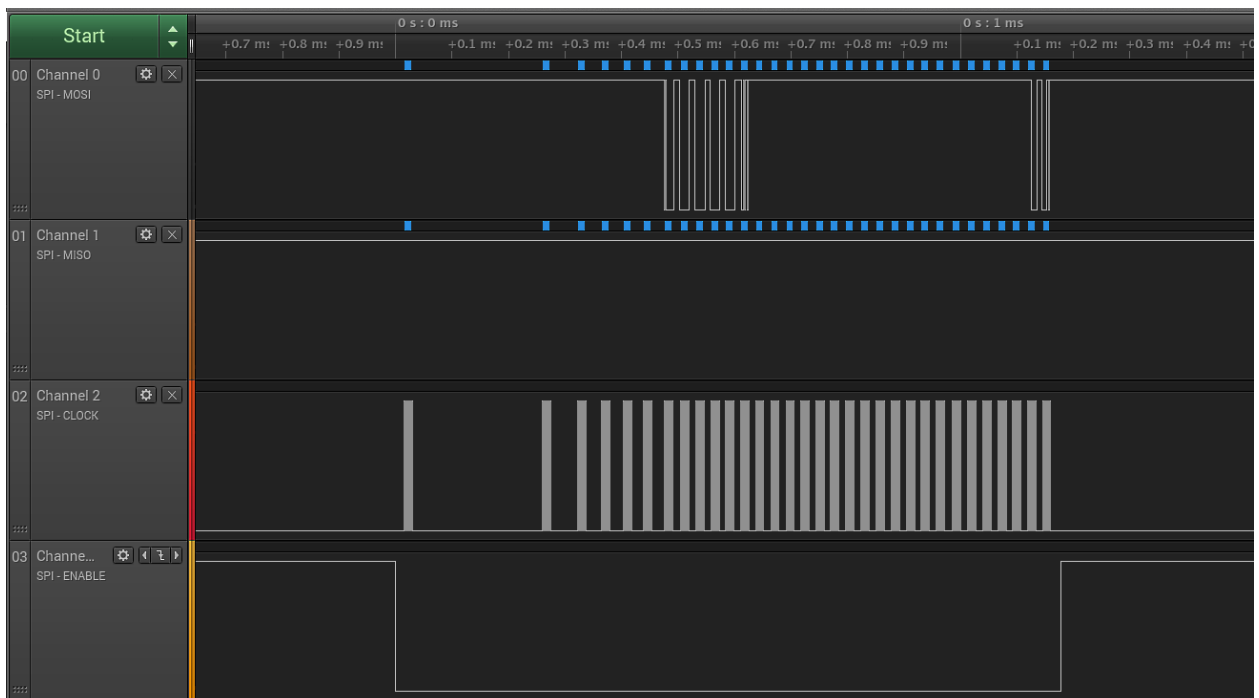 Start
0 s : 0 ms
0 s : 1 ms
+0.7 ms +0.8 ms +0.9 ms
+0.1 ms +0.2 ms +0.3 ms +0.4 ms +0.5 ms +0.6 ms +0.7 ms +0.8 ms +0.9 ms
+0.1 ms +0.2 ms +0.3 ms +0.4 ms
00 Channel 0
SPI - MOSI
01 Channel 1
SPI - MISO
02 Channel 2
SPI - CLOCK
03 Channe...
SPI - ENABLE